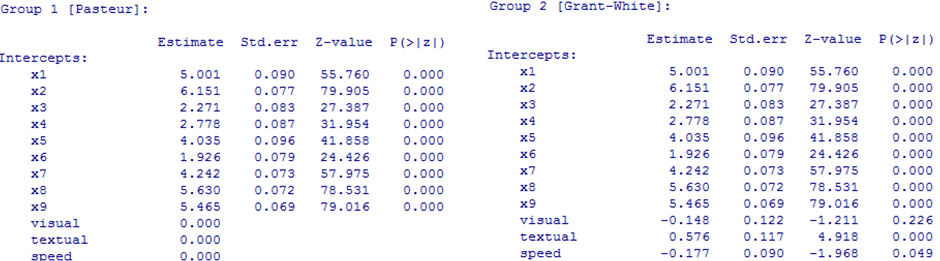 Group 1 [Pasteur]:
Estimate Std.err Z-value P(>|z|)
Intercepts:
x1 5.001 0.090 55.760 0.000
x2 6.151 0.077 79.905 0.000
x3 2.271 0.083 27.387 0.000
x4 2.778 0.087 31.954 0.000
x5 4.035 0.096 41.858 0.000
x6 1.926 0.079 24.426 0.000
x7 4.242 0.073 57.975 0.000
x8 5.630 0.072 78.531 0.000
x9 5.465 0.069 79.016 0.000
visual 0.000
textual 0.000
speed 0.000
Group 2 [Grant-White]:
Estimate Std.err Z-value P(>|z|)
Intercepts:
x1 5.001 0.090 55.760 0.000
x2 6.151 0.077 79.905 0.000
x3 2.271 0.083 27.387 0.000
x4 2.778 0.087 31.954 0.000
x5 4.035 0.096 41.858 0.000
x6 1.926 0.079 24.426 0.000
x7 4.242 0.073 57.975 0.000
x8 5.630 0.072 78.531 0.000
x9 5.465 0.069 79.016 0.000
visual -0.148 0.122 -1.211 0.226
textual 0.576 0.117 4.918 0.000
speed -0.177 0.090 -1.968 0.049